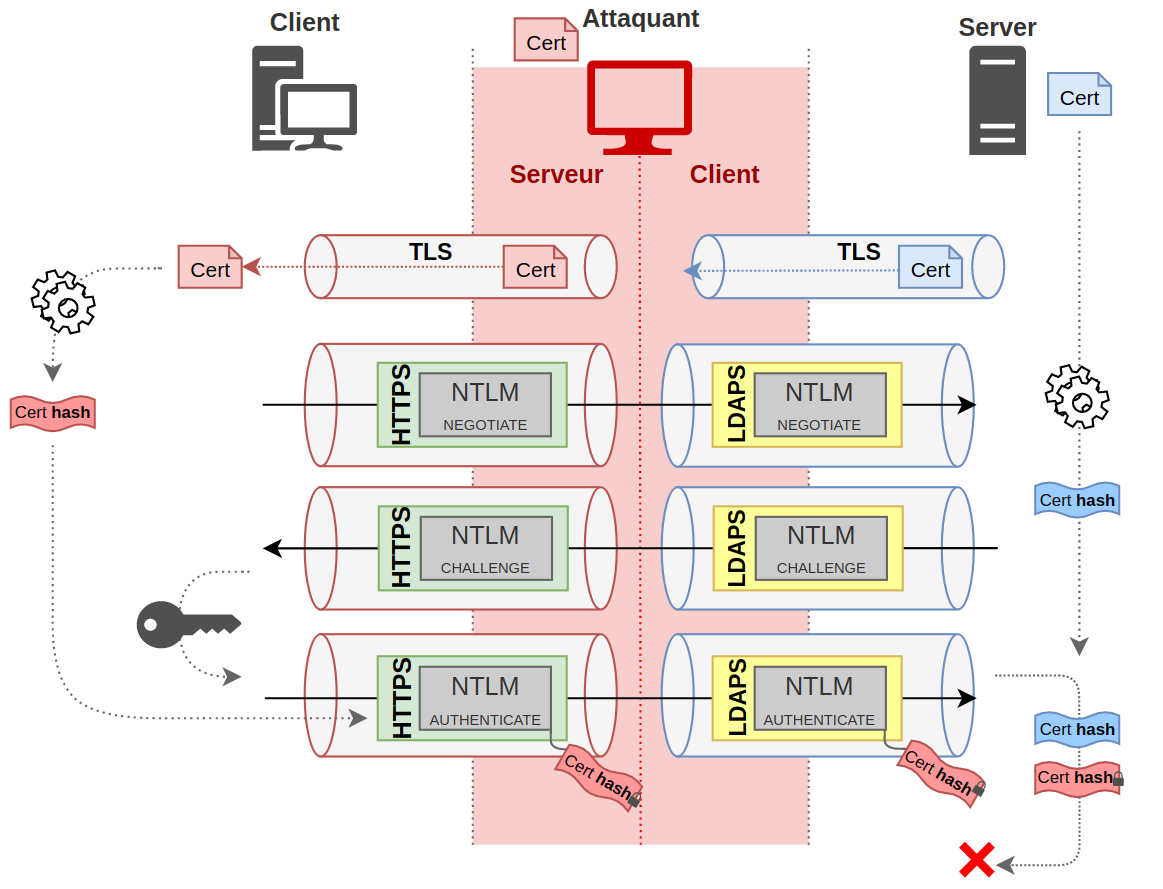 Client
Attaquant
Server
Cert
Cert
Serveur
Client
TLS
TLS
Cert
Cert
Cert
HTTPS
NTLM
NEGOTIATE
LDAPS
NTLM
NEGOTIATE
Cert hash
Cert hash
HTTPS
NTLM
CHALLENGE
LDAPS
NTLM
CHALLENGE
HTTPS
NTLM
AUTHENTICATE
LDAPS
NTLM
AUTHENTICATE
Cert hash
Cert hash
Cert hash
Cert hash